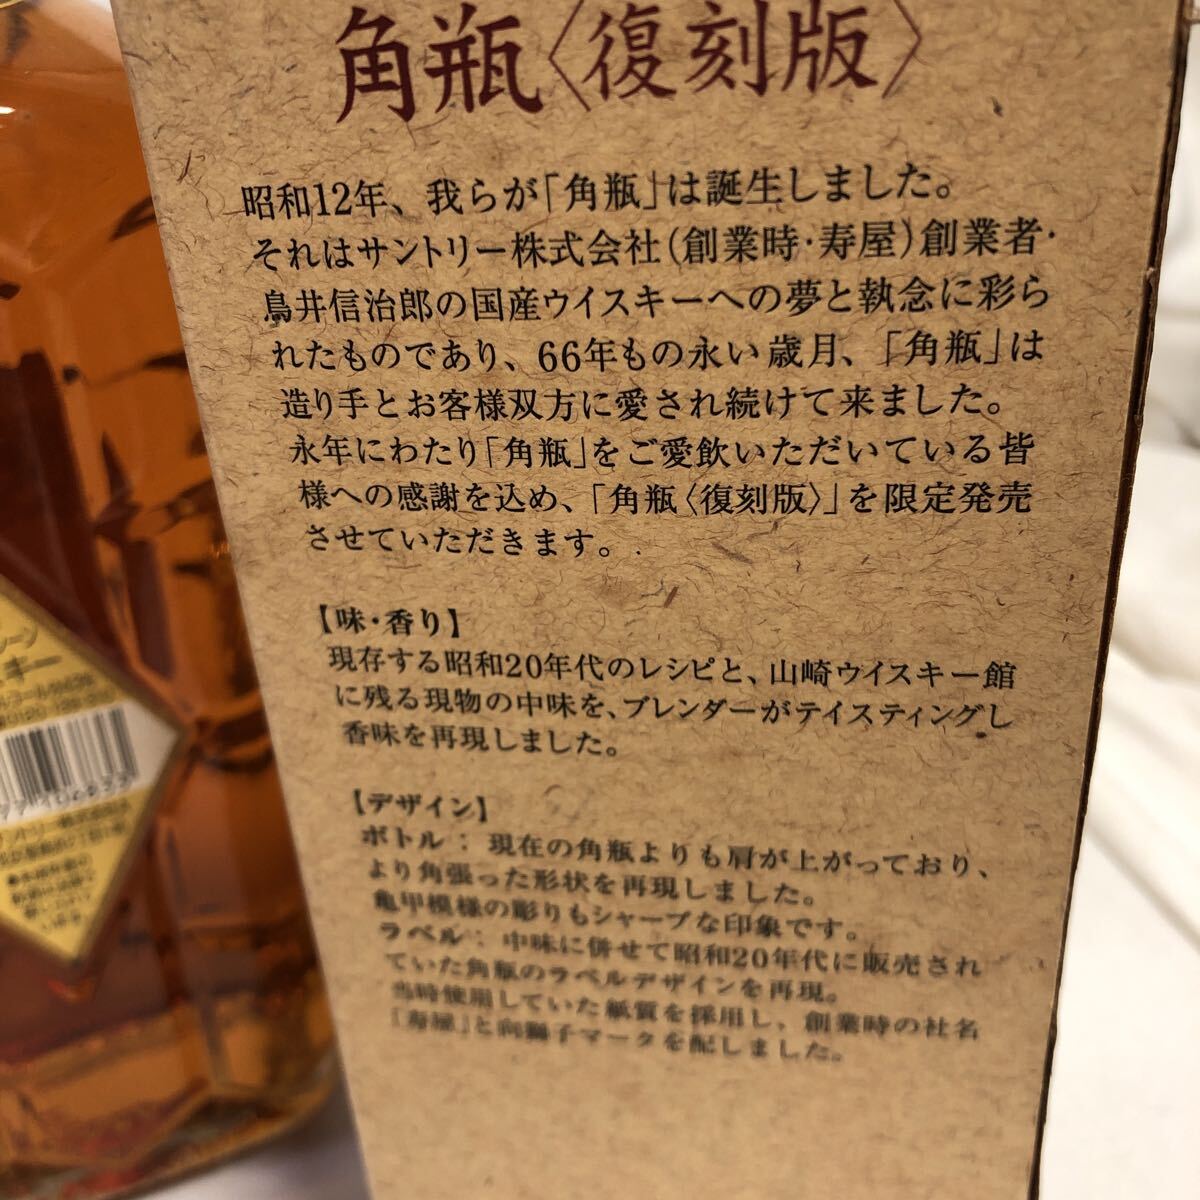 角瓶〈復刻版〉
昭和12年、我らが「角瓶」は誕生しました。
それはサントリー株式会社(創業時・寿屋)創業者・
鳥井信治郎の国産ウイスキーへの夢と執念に彩ら
れたものであり、66年もの永い歳月、「角瓶」は
造り手とお客様双方に愛され続けて来ました。
永年にわたり「角瓶」をご愛飲いただいている皆
様への感謝を込め、「角瓶〈復刻版〉」を限定発売
させていただきます。
【味・香り】
現存する昭和20年代のレシピと、山崎ウイスキー館
に残る現物の中味を、ブレンダーがテイスティングし
香味を再現しました。
【デザイン】
ボトル：現在の角瓶よりも肩が上がっており、
より角張った形状を再現しました。
亀甲模様の彫りもシャープな印象です。
ラベル：中味に併せて昭和20年代に販売され
ていた角瓶のラベルデザインを再現。
当時使用していた紙質を採用し、創業時の社名
「寿屋」と向獅子マークを配しました。